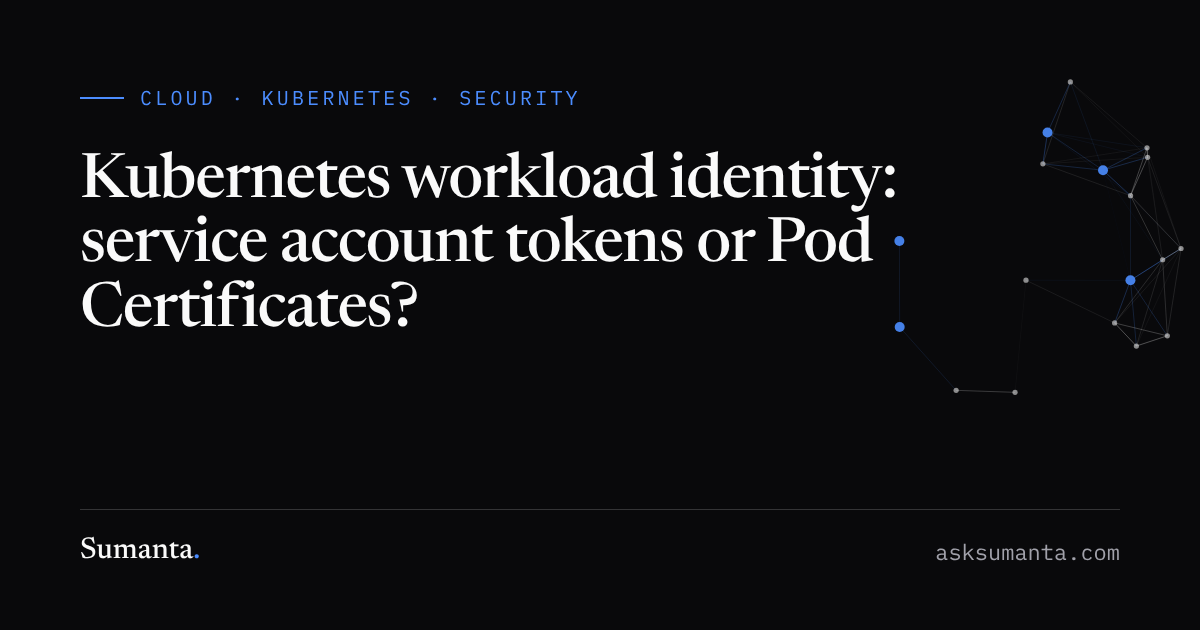 CLOUD · KUBERNETES · SECURITY
Kubernetes workload identity:
service account tokens or Pod
Certificates?
Sumanta.
asksumanta.com